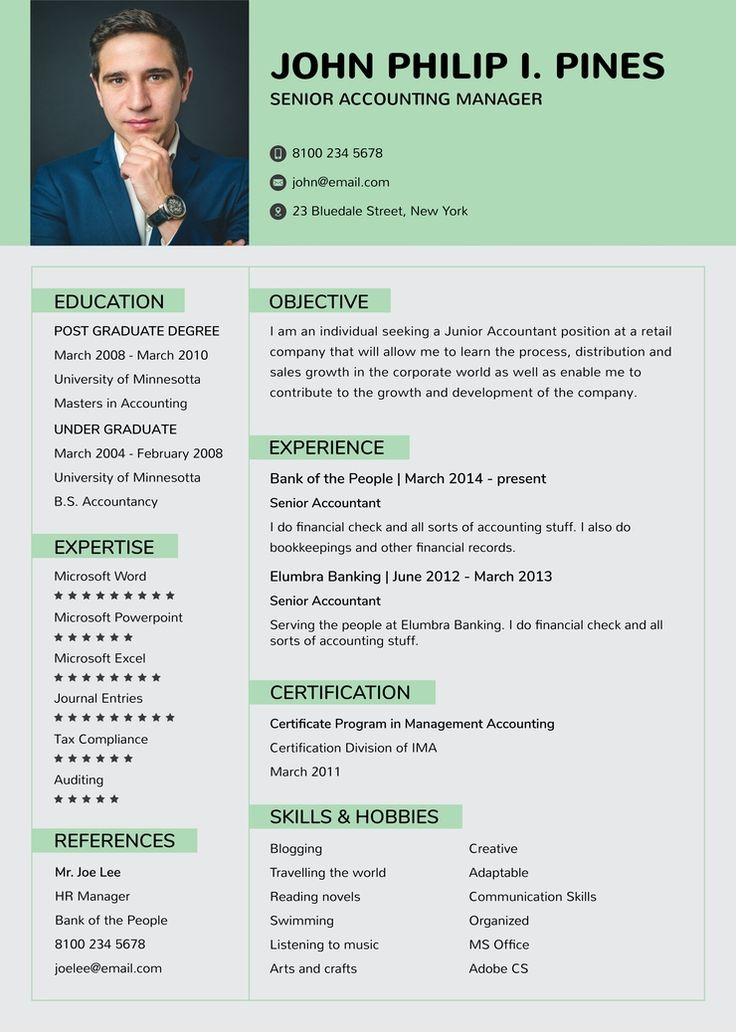 JOHN PHILIP I. PINES
SENIOR ACCOUNTING MANAGER
8100 234 5678
john@email.com
23 Bluedale Street, New York
EDUCATION
POST GRADUATE DEGREE
March 2008 - March 2010
University of Minnesotta
Masters in Accounting
UNDER GRADUATE
March 2004 - February 2008
University of Minnesotta
B.S. Accountancy
EXPERTISE
Microsoft Word
★★★★★★★★★
Microsoft Powerpoint
★★★★★★
Microsoft Excel
★★★★★★★★
Journal Entries
★★★★★★★★★
Tax Compliance
★★★★★★
Auditing
★★★★★
REFERENCES
Mr. Joe Lee
HR Manager
Bank of the People
8100 234 5678
joelee@email.com
OBJECTIVE
I am an individual seeking a Junior Accountant position at a retail
company that will allow me to learn the process, distribution and
sales growth in the corporate world as well as enable me to
contribute to the growth and development of the company.
EXPERIENCE
Bank of the People | March 2014 - present
Senior Accountant
I do financial check and all sorts of accounting stuff. I also do
bookkeepings and other financial records.
Elumbra Banking | June 2012 - March 2013
Senior Accountant
Serving the people at Elumbra Banking. I do financial check and all
sorts of accounting stuff.
CERTIFICATION
Certificate Program in Management Accounting
Certification Division of IMA
March 2011
SKILLS & HOBBIES
Blogging
Travelling the world
Reading novels
Swimming
Listening to music
Arts and crafts
Creative
Adaptable
Communication Skills
Organized
MS Office
Adobe CS